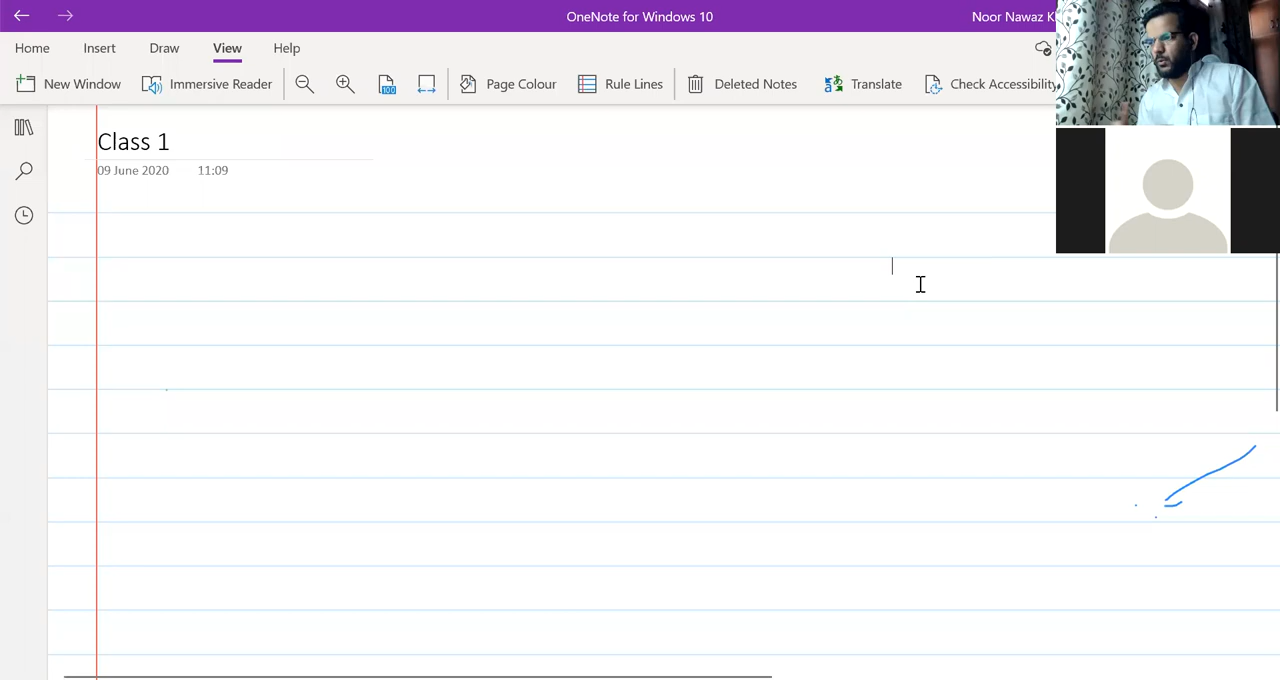 OneNote for Windows 10
Noor Nawaz K
Home Insert Draw View Help
New Window Immersive Reader Page Colour Rule Lines Deleted Notes Translate Check Accessibility
Class 1
09 June 2020 11:09